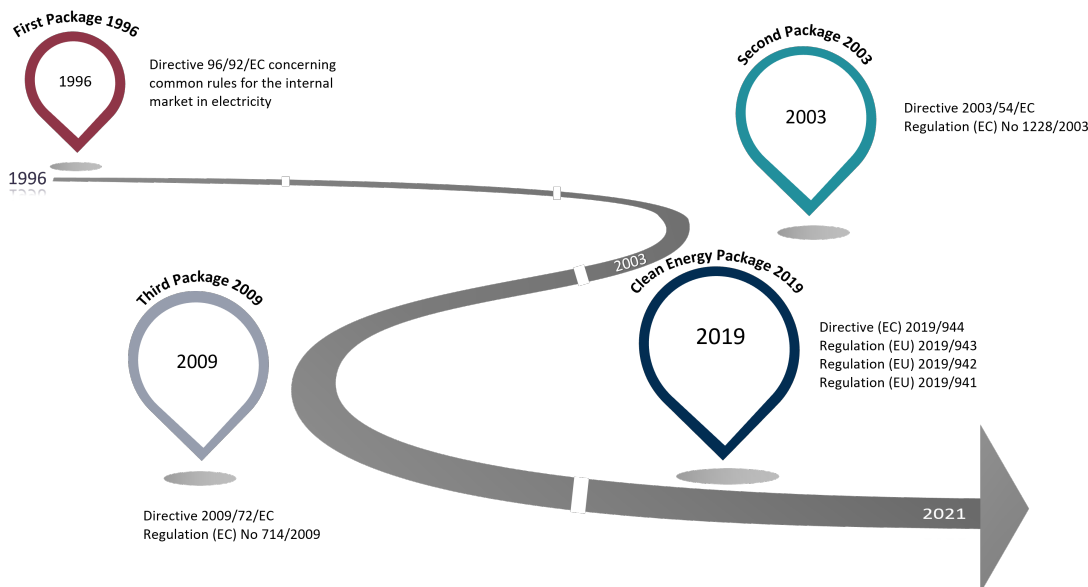 First Package 1996
1996
Directive 96/92/EC concerning
common rules for the internal
market in electricity
Second Package 2003
2003
Directive 2003/54/EC
Regulation (EC) No 1228/2003
1996
2003
Third Package 2009
2009
Directive 2009/72/EC
Regulation (EC) No 714/2009
Clean Energy Package 2019
2019
Directive (EC) 2019/944
Regulation (EU) 2019/943
Regulation (EU) 2019/942
Regulation (EU) 2019/941
2021